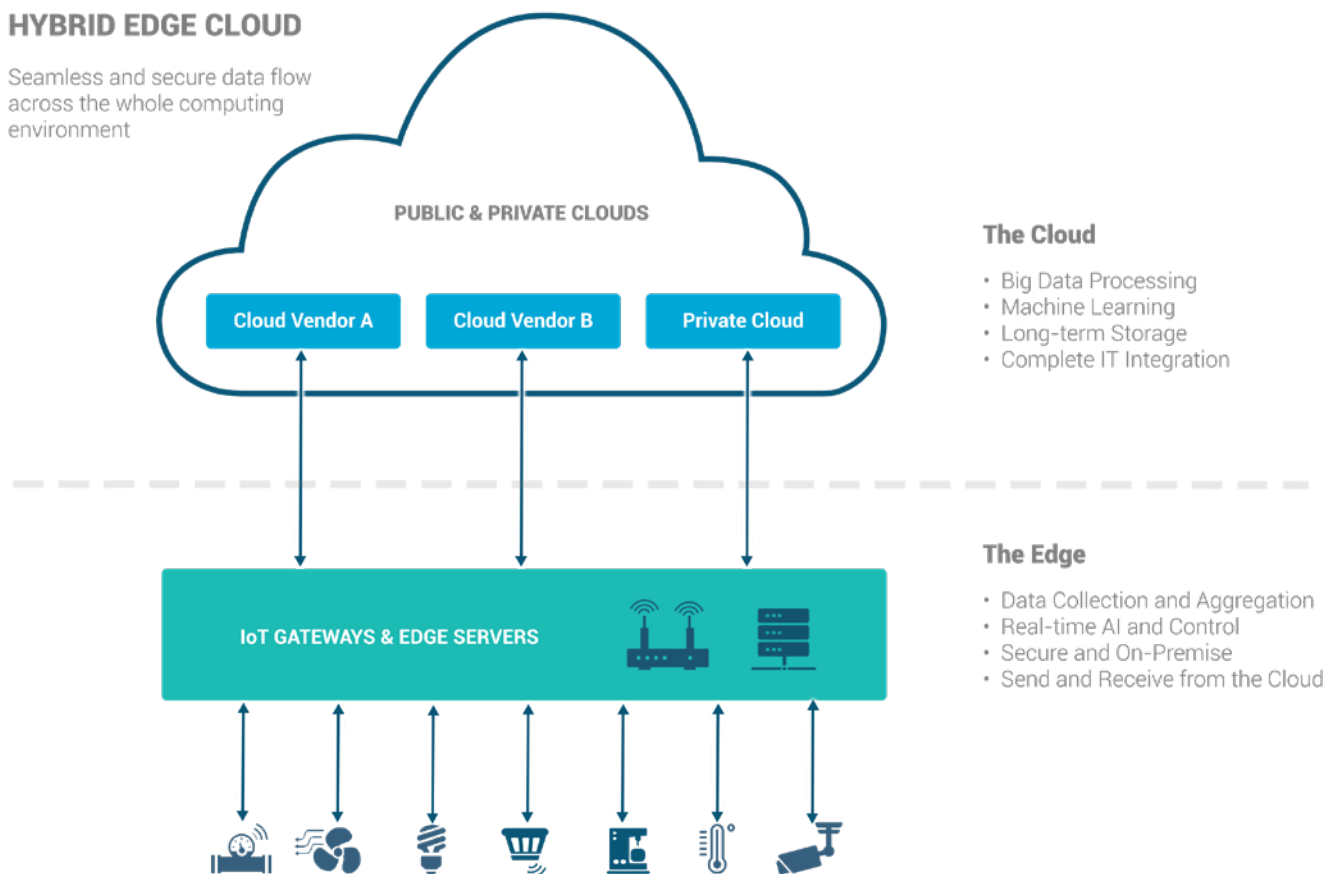 HYBRID EDGE CLOUD
Seamless and secure data flow
across the whole computing
environment
PUBLIC & PRIVATE CLOUDS
Cloud Vendor A
Cloud Vendor B
Private Cloud
The Cloud
• Big Data Processing
• Machine Learning
• Long-term Storage
• Complete IT Integration
IoT GATEWAYS & EDGE SERVERS
The Edge
• Data Collection and Aggregation
• Real-time AI and Control
• Secure and On-Premise
• Send and Receive from the Cloud